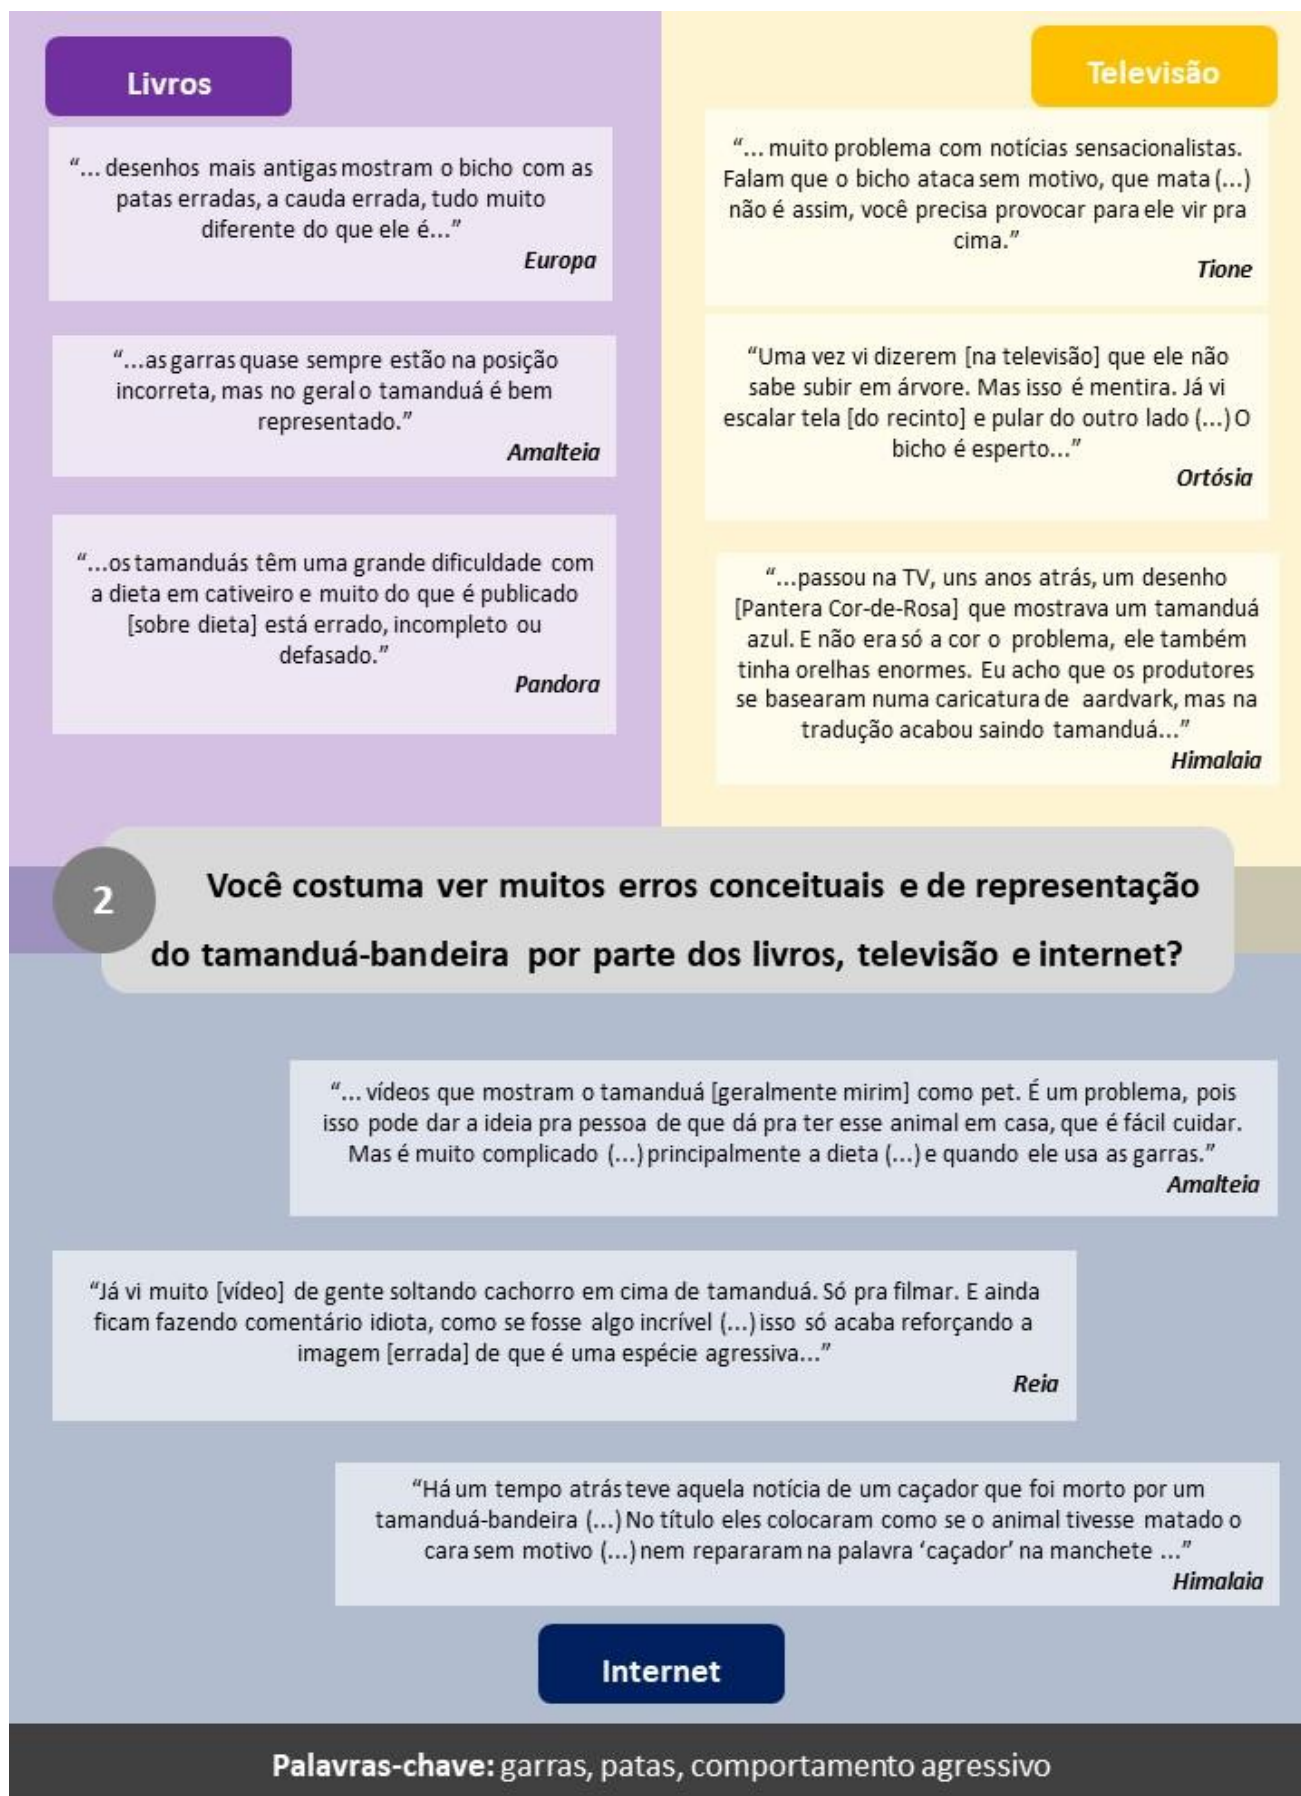 Livros
“... desenhos mais antigas mostram o bicho com as
patas erradas, a cauda errada, tudo muito
diferente do que ele é...”
Europa
“...as garras quase sempre estão na posição
incorreta, mas no geral o tamanduá é bem
representado.”
Amalteia
“...os tamanduás têm uma grande dificuldade com
a dieta em cativeiro e muito do que é publicado
[sobre dieta] está errado, incompleto ou
defasado.”
Pandora
Televisão
“... muito problema com notícias sensacionalistas.
Falam que o bicho ataca sem motivo, que mata (...)
não é assim, você precisa provocar para ele vir pra
cima.”
Tione
“Uma vez vi dizerem [na televisão] que ele não
sabe subir em árvore. Mas isso é mentira. Já vi
escalar tela [do recinto] e pular do outro lado (...) O
bicho é esperto...”
Ortósia
“...passou na TV, uns anos atrás, um desenho
[Pantera Cor-de-Rosa] que mostrava um tamanduá
azul. E não era só a cor o problema, ele também
tinha orelhas enormes. Eu acho que os produtores
se basearam numa caricatura de aardvark, mas na
tradução acabou saindo tamanduá...”
Himalaia
2
Você costuma ver muitos erros conceituais e de representação
do tamanduá-bandeira por parte dos livros, televisão e internet?
“... vídeos que mostram o tamanduá [geralmente mirim] como pet. É um problema, pois
isso pode dar a ideia pra pessoa de que dá pra ter esse animal em casa, que é fácil cuidar.
Mas é muito complicado (...) principalmente a dieta (...) e quando ele usa as garras.”
Amalteia
“Já vi muito [vídeo] de gente soltando cachorro em cima de tamanduá. Só pra filmar. E ainda
ficam fazendo comentário idiota, como se fosse algo incrível (...) isso só acaba reforçando a
imagem [errada] de que é uma espécie agressiva...”
Reia
“Há um tempo atrás teve aquela notícia de um caçador que foi morto por um
tamanduá-bandeira (...) No título eles colocaram como se o animal tivesse matado o
cara sem motivo (...) nem repararam na palavra ‘caçador’ na manchete ...”
Himalaia
Internet
Palavras-chave: garras, patas, comportamento agressivo